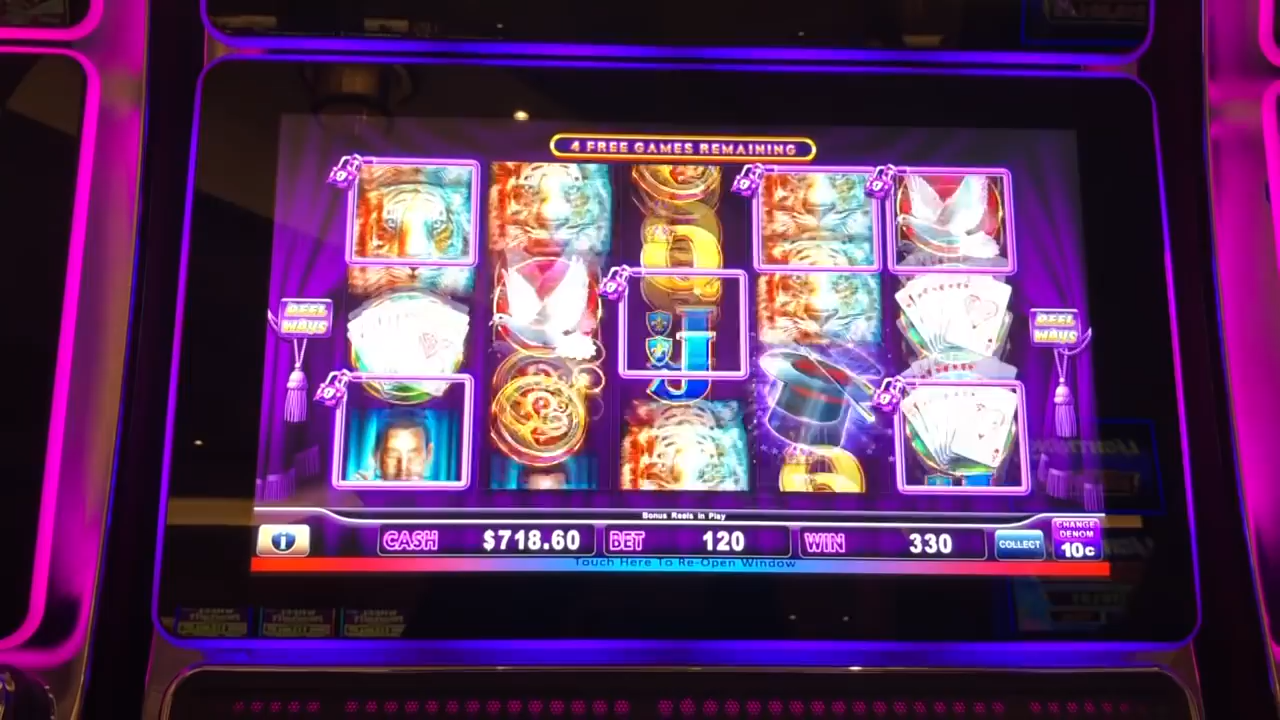 4 FREE GAMES REMAINING
Q
REEL
WAYS
REEL
WAYS
J
Bonus Reels in Play
CASH $718.60 BET 120 WIN 330 COLLECT
CHANGE
DENOM
10¢
Touch Here To Re-Open Window